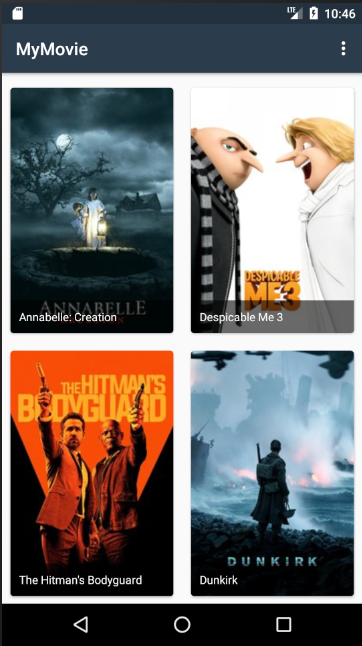 LTE 10:46
MyMovie
ANNABELLE
Annabelle: Creation
DESPICABLE
ME 3
Despicable Me 3
THE HITMAN'S
BODYGUARD
The Hitman's Bodyguard
DUNKIRK
Dunkirk